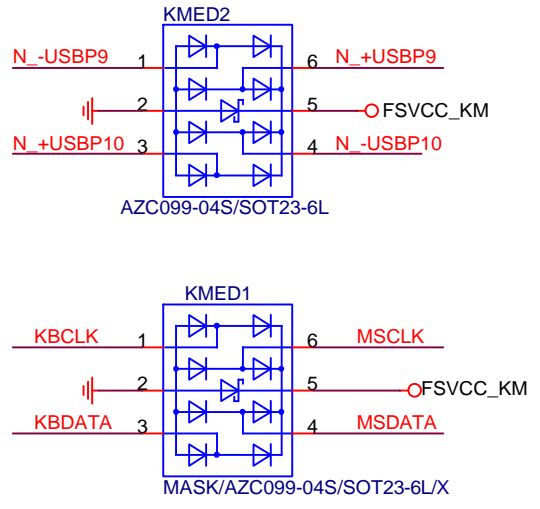 KMED2
N_-USBP9 1 6 N_+USBP9
2 5 FSVCC_KM
N_+USBP10 3 4 N_-USBP10
AZC099-04S/SOT23-6L
KMED1
KBCLK 1 6 MSCLK
2 5 FSVCC_KM
KBDATA 3 4 MSDATA
MASK/AZC099-04S/SOT23-6L/X